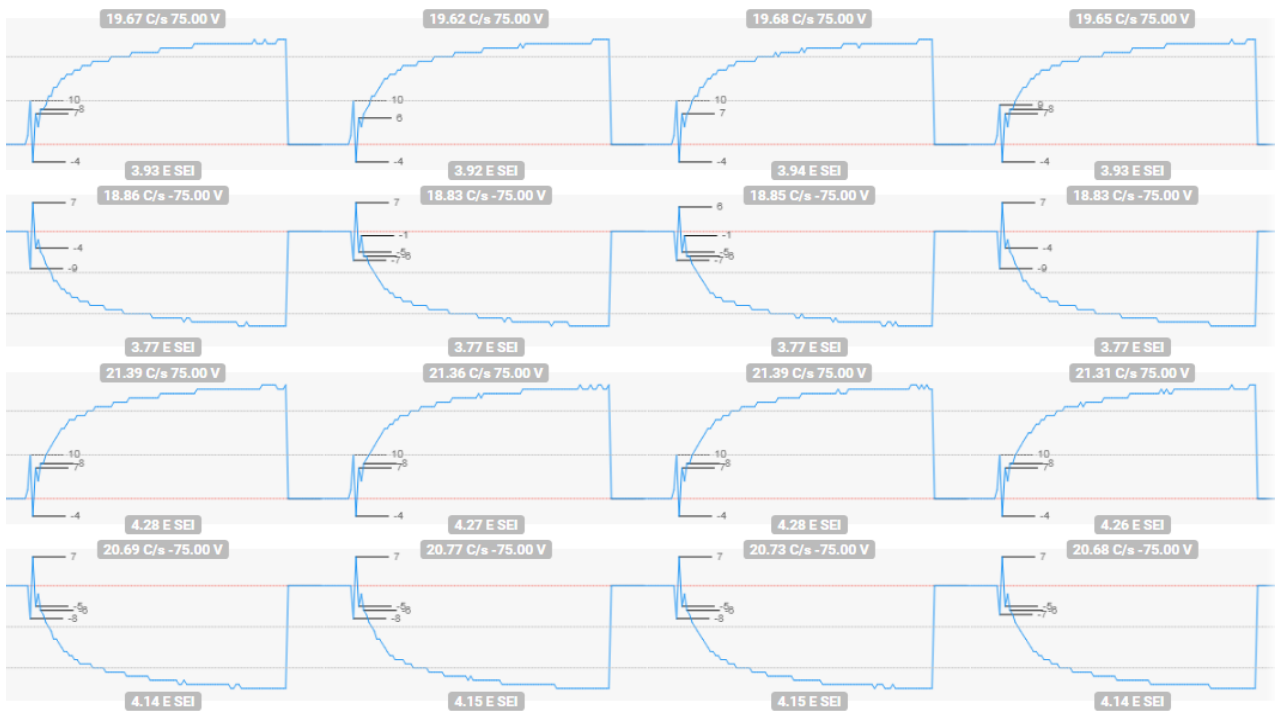 19.67 C/s 75.00 V 19.62 C/s 75.00 V 19.68 C/s 75.00 V 19.65 C/s 75.00 V
10 10 10 9
8 8
7 6 7 7
-4 -4 -4 -4
3.93 E SEI 3.92 E SEI 3.94 E SEI 3.93 E SEI
18.86 C/s -75.00 V 18.83 C/s -75.00 V 18.85 C/s -75.00 V 18.83 C/s -75.00 V
7 7 6 7
-1 -1
-4 -5 -5 -4
-6 -6
-9 -7 -7 -9
3.77 E SEI 3.77 E SEI 3.77 E SEI 3.77 E SEI
21.39 C/s 75.00 V 21.36 C/s 75.00 V 21.39 C/s 75.00 V 21.31 C/s 75.00 V
10 10 10 10
8 8 8 8
7 7 7 7
-4 -4 -4 -4
4.28 E SEI 4.27 E SEI 4.28 E SEI 4.26 E SEI
20.69 C/s -75.00 V 20.77 C/s -75.00 V 20.73 C/s -75.00 V 20.68 C/s -75.00 V
7 7 7 7
-5 -5 -5 -5
-6 -6 -6 -6
-8 -8 -8 -7
4.14 E SEI 4.15 E SEI 4.15 E SEI 4.14 E SEI